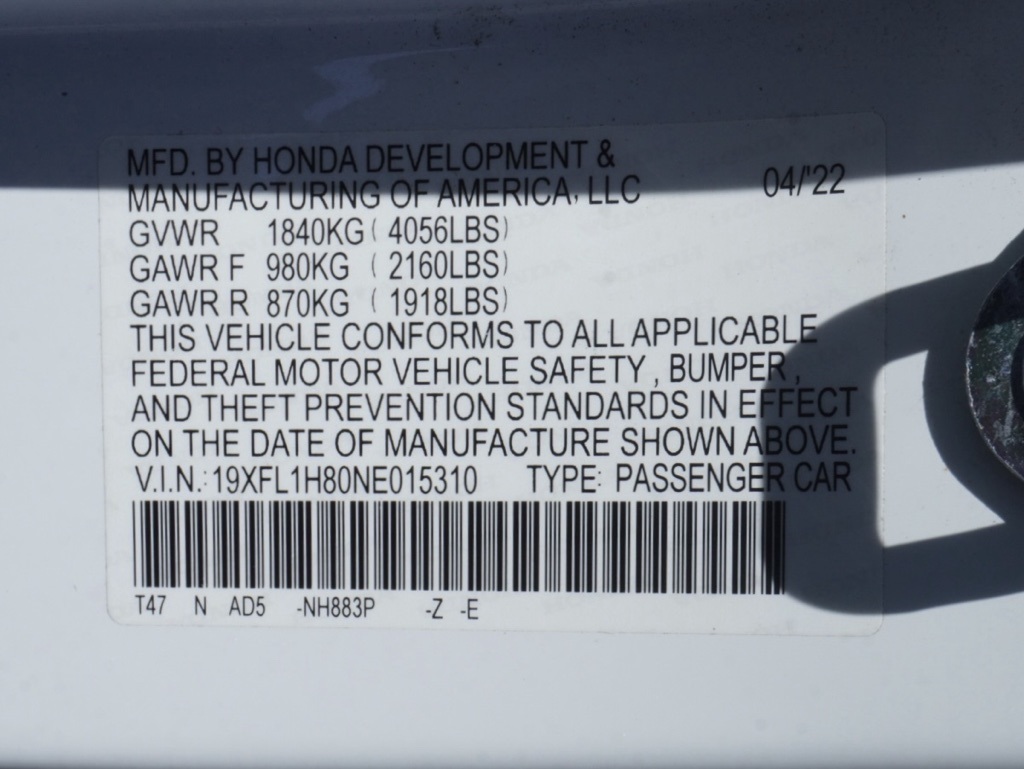 MFD. BY HONDA DEVELOPMENT &
MANUFACTURING OF AMERICA, LLC 04/'22
GVWR 1840KG ( 4056LBS)
GAWR F 980KG ( 2160LBS)
GAWR R 870KG ( 1918LBS)
THIS VEHICLE CONFORMS TO ALL APPLICABLE
FEDERAL MOTOR VEHICLE SAFETY , BUMPER ,
AND THEFT PREVENTION STANDARDS IN EFFECT
ON THE DATE OF MANUFACTURE SHOWN ABOVE.
V.I.N.: 19XFL1H80NE015310 TYPE: PASSENGER CAR
T47 N AD5 -NH883P -Z -E